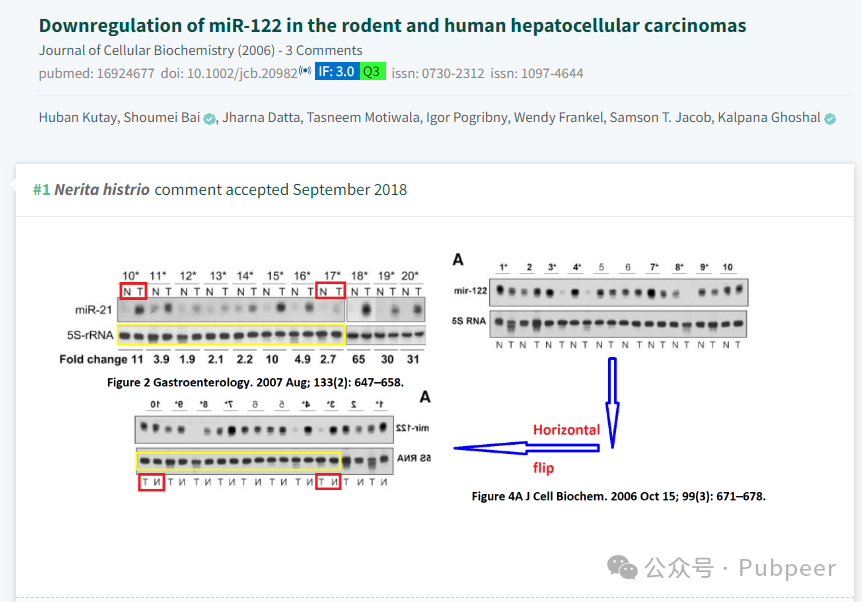 Downregulation of miR-122 in the rodent and human hepatocellular carcinomas
Journal of Cellular Biochemistry (2006) - 3 Comments
pubmed: 16924677 doi: 10.1002/jcb.20982 IF: 3.0 Q3 issn: 0730-2312 issn: 1097-4644
Huban Kutay, Shoumei Bai, Jharna Datta, Tasneem Motiwala, Igor Pogribny, Wendy Frankel, Samson T. Jacob, Kalpana Ghoshal
#1 Nerita histrio comment accepted September 2018
10* 11* 12* 13* 14* 15* 16* 17* 18* 19* 20*
N T N T N T N T N T N T N T N T N T N T N T
miR-21
5S-rRNA
Fold change 11 3.9 1.9 2.1 2.2 10 4.9 2.7 65 30 31
Figure 2 Gastroenterology. 2007 Aug; 133(2): 647–658.
A
1* 2 3* 4* 5 6 7* 8* 9* 10
mir-122
5S RNA
N T N T N T N T N T N T N T N T N T N T
A
10 9* 8* 7* 6 5 4* 3* 2 1*
mir-122
5S RNA
T N T N T N T N T N T N T N T N T N T N
Horizontal
flip
Figure 4A J Cell Biochem. 2006 Oct 15; 99(3): 671–678.
公众号 · Pubpeer